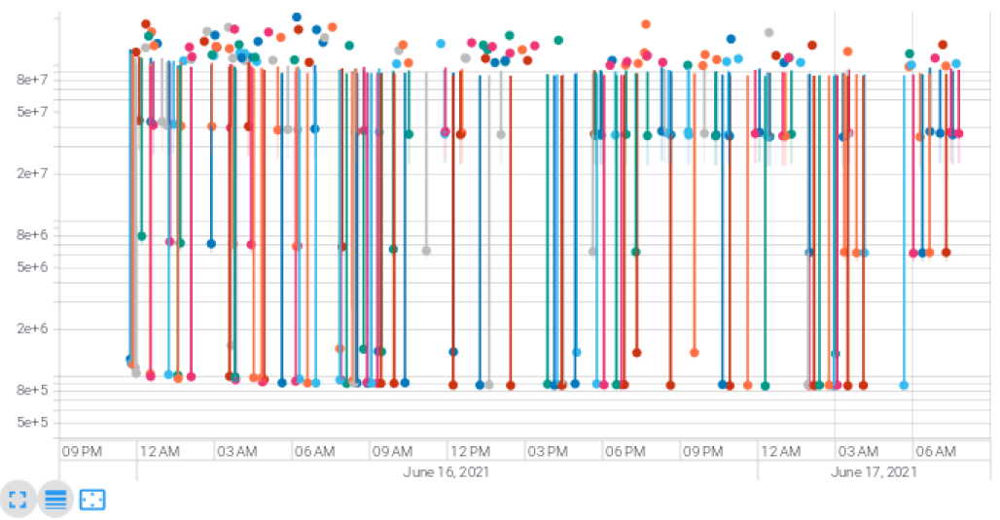 8e+7
5e+7
2e+7
8e+6
5e+6
2e+6
8e+5
5e+5
09 PM 12 AM 03 AM 06 AM 09 AM 12 PM 03 PM 06 PM 09 PM 12 AM 03 AM 06 AM
June 16, 2021 June 17, 2021